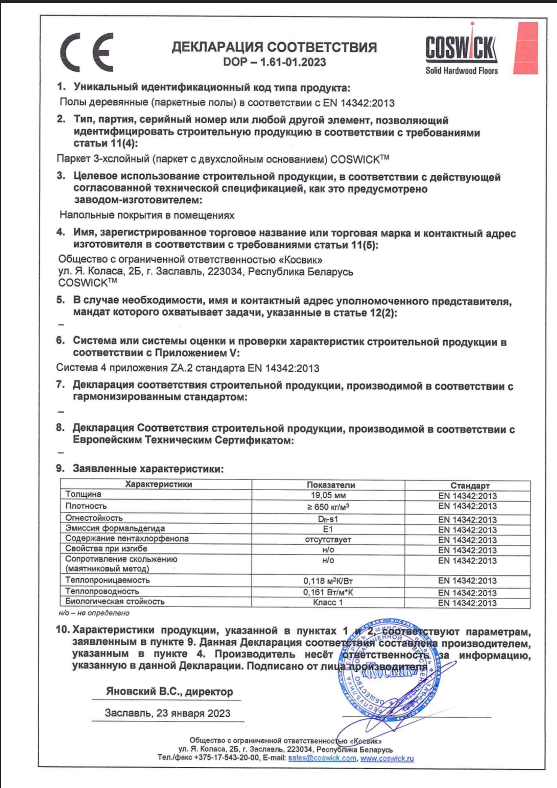 CE
ДЕКЛАРАЦИЯ СООТВЕТСТВИЯ
DOP – 1.61-01.2023
COSWICK
Solid Hardwood Floors
1. Уникальный идентификационный код типа продукта:
Полы деревянные (паркетные полы) в соответствии с EN 14342:2013
2. Тип, партия, серийный номер или любой другой элемент, позволяющий
идентифицировать строительную продукцию в соответствии с требованиями
статьи 11(4):
Паркет 3-хслойный (паркет с двухслойным основанием) COSWICK™
3. Целевое использование строительной продукции, в соответствии с действующей
согласованной технической спецификацией, как это предусмотрено
заводом-изготовителем:
Напольные покрытия в помещениях
4. Имя, зарегистрированное торговое название или торговая марка и контактный адрес
изготовителя в соответствии с требованиями статьи 11(5):
Общество с ограниченной ответственностью «Косвик»
ул. Я. Коласа, 2Б, г. Заславль, 223034, Республика Беларусь
COSWICK™
5. В случае необходимости, имя и контактный адрес уполномоченного представителя,
мандат которого охватывает задачи, указанные в статье 12(2):
–
6. Система или системы оценки и проверки характеристик строительной продукции в
соответствии с Приложением V:
Система 4 приложения ZA.2 стандарта EN 14342:2013
7. Декларация соответствия строительной продукции, производимой в соответствии с
гармонизированным стандартом:
–
8. Декларация Соответствия строительной продукции, производимой в соответствии с
Европейским Техническим Сертификатом:
–
9. Заявленные характеристики:
Характеристики Показатели Стандарт
Толщина 19,05 мм EN 14342:2013
Плотность ≥ 650 кг/м³ EN 14342:2013
Огнестойкость Dfl-s1 EN 14342:2013
Эмиссия формальдегида E1 EN 14342:2013
Содержание пентахлорфенола отсутствует EN 14342:2013
Свойства при изгибе н/о EN 14342:2013
Сопротивление скольжению н/о EN 14342:2013
(маятниковый метод)
Теплопроницаемость 0,118 м²К/Вт EN 14342:2013
Теплопроводность 0,161 Вт/м*К EN 14342:2013
Биологическая стойкость Класс 1 EN 14342:2013
н/о – не определено
10. Характеристики продукции, указанной в пунктах 1 и 2, соответствуют параметрам,
заявленным в пункте 9. Данная Декларация соответствия составлена производителем,
указанным в пункте 4. Производитель несёт ответственность за информацию,
указанную в данной Декларации. Подписано от лица производителя
«КОСВИК»
Яновский В.С., директор
Заславль, 23 января 2023
Общество с ограниченной ответственностью «Косвик»
ул. Я. Коласа, 2Б, г. Заславль, 223034, Республика Беларусь
Тел./факс +375-17-543-20-00, E-mail: sales@coswick.com, www.coswick.ru